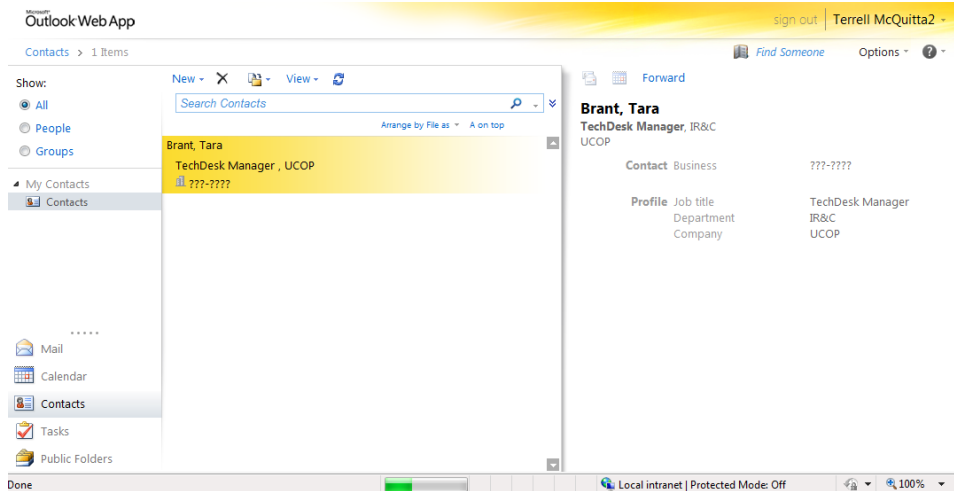 Microsoft®
Outlook Web App
sign out Terrell McQuitta2
Contacts > 1 Items
Find Someone Options
Show:
All
People
Groups
My Contacts
Contacts
Mail
Calendar
Contacts
Tasks
Public Folders
New View
Search Contacts
Arrange by File as A on top
Brant, Tara
TechDesk Manager , UCOP
???-????
Forward
Brant, Tara
TechDesk Manager, IR&C
UCOP
Contact Business ???-????
Profile Job title TechDesk Manager
Department IR&C
Company UCOP
Done Local intranet | Protected Mode: Off 100%